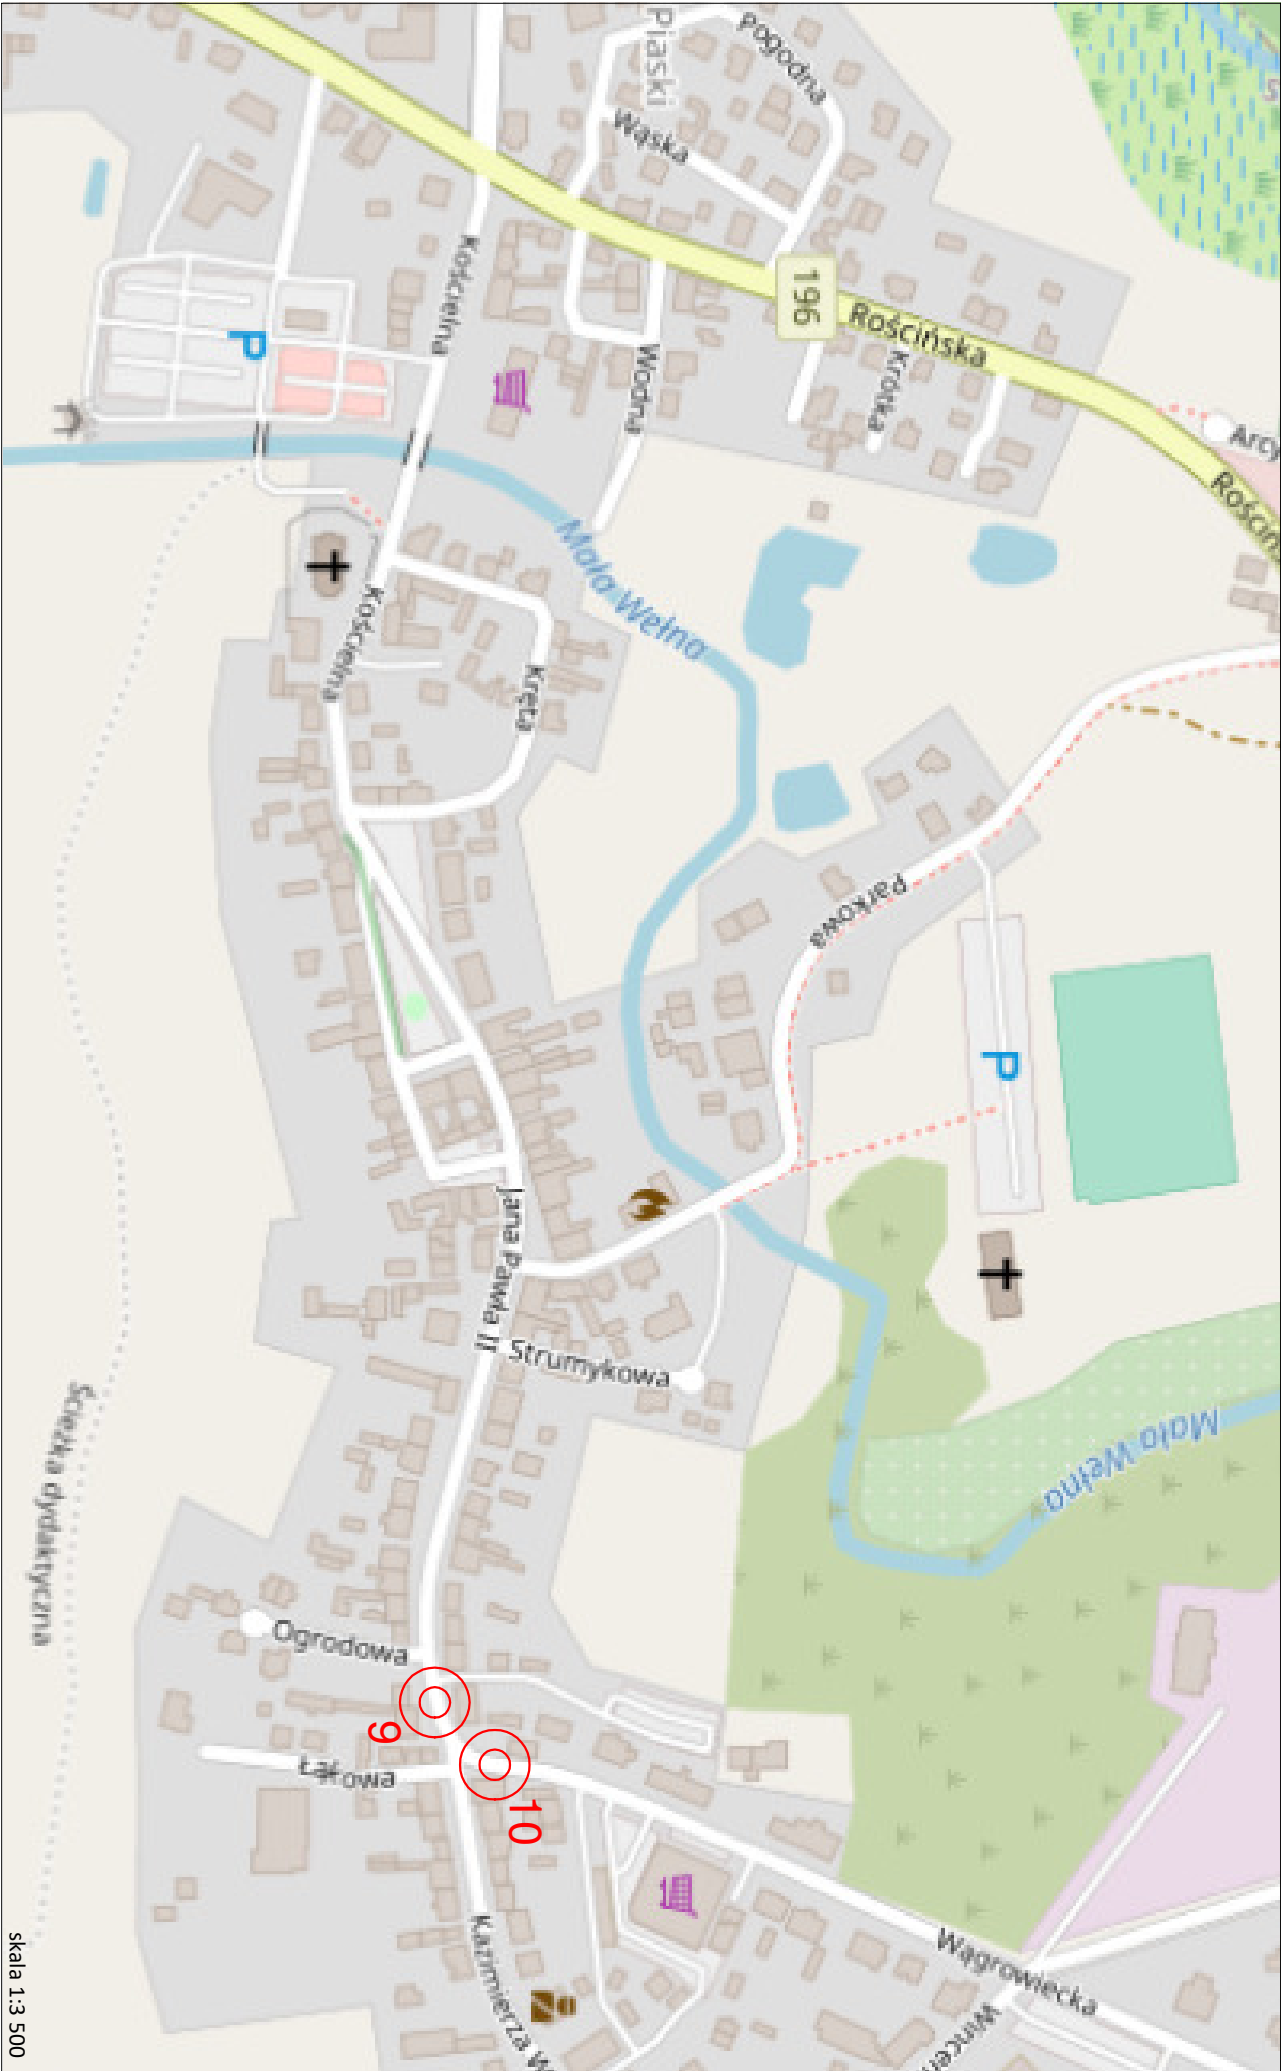 Piaski
Pogodna
Wąska
Kościelna
196
Rościńska
Krótka
Wodna
P
Mała Wełna
Kościelna
Kręta
Parkowa
P
Jana Pawła II
Strumykowa
Mała Wełna
Ścieżka dydaktyczna
Ogrodowa
9
Łąkowa
10
Wągrowiecka
Kazimierza W
skala 1:3 500